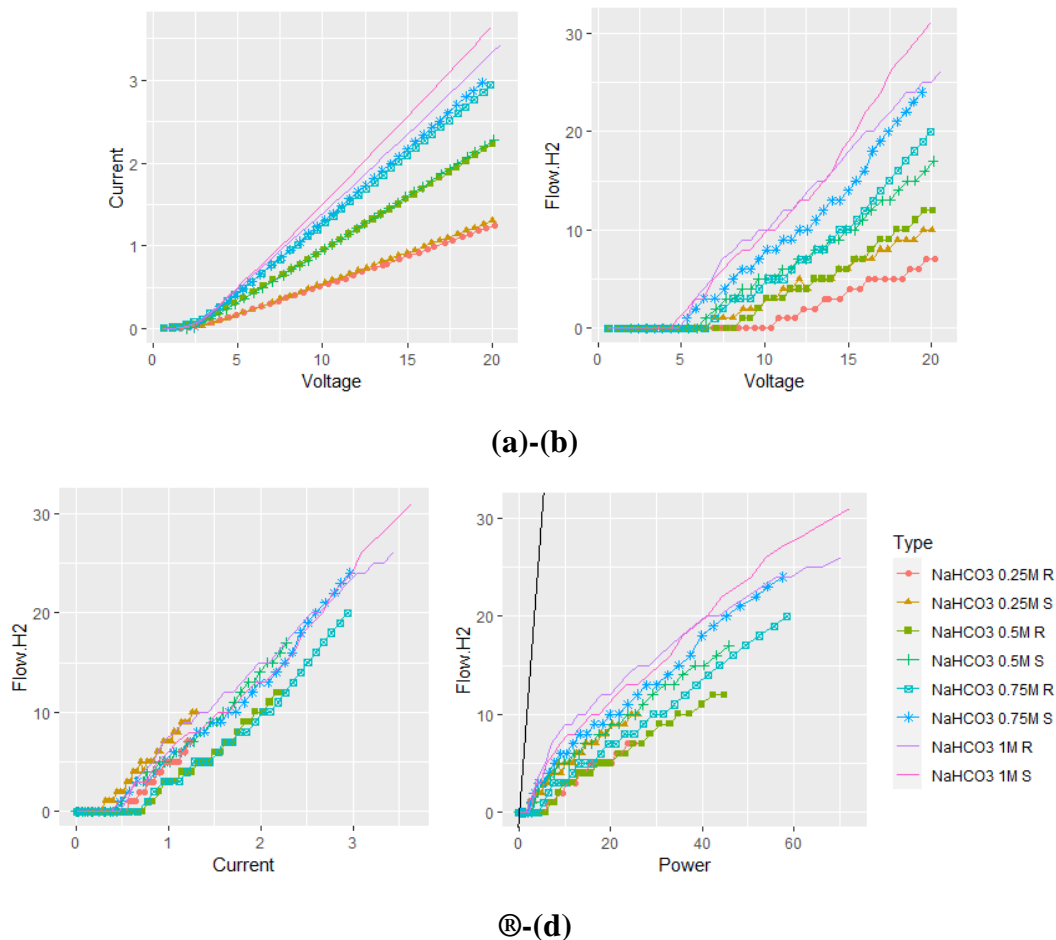 Current
3
2
1
0
0 5 10 15 20
Voltage
Flow.H2
30
20
10
0
0 5 10 15 20
Voltage
(a)-(b)
Flow.H2
30
20
10
0
0 1 2 3
Current
Flow.H2
30
20
10
0
0 20 40 60
Power
Type
NaHCO3 0.25M R
NaHCO3 0.25M S
NaHCO3 0.5M R
NaHCO3 0.5M S
NaHCO3 0.75M R
NaHCO3 0.75M S
NaHCO3 1M R
NaHCO3 1M S
®-(d)